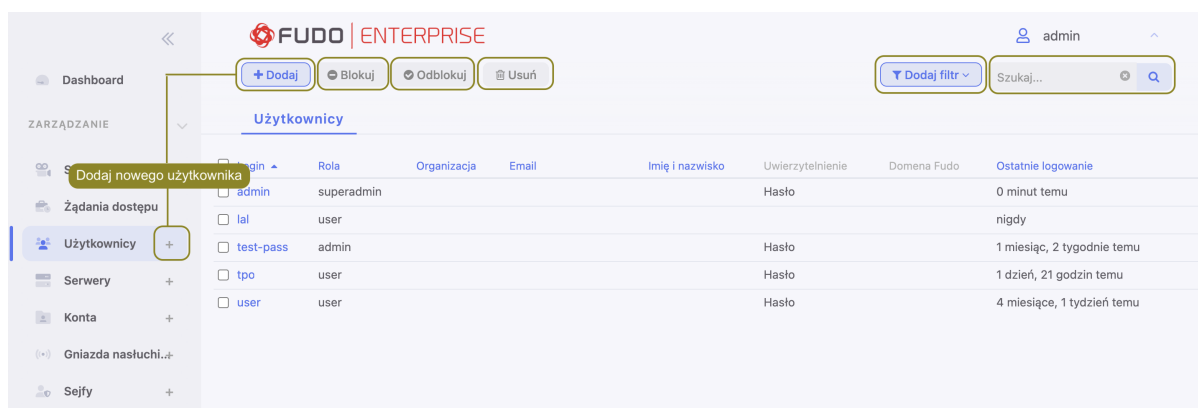 FUDO ENTERPRISE
admin
Dashboard
+ Dodaj
Blokuj
Odblokuj
Usuń
Dodaj filtr
Szukaj...
ZARZĄDZANIE
Użytkownicy
Login Rola Organizacja Email Imię i nazwisko Uwierzytelnienie Domena Fudo Ostatnie logowanie
S
Dodaj nowego użytkownika
admin superadmin Hasło 0 minut temu
Żądania dostępu
lal user nigdy
Użytkownicy +
test-pass admin Hasło 1 miesiąc, 2 tygodnie temu
Serwery +
tpo user Hasło 1 dzień, 21 godzin temu
user user Hasło 4 miesiące, 1 tydzień temu
Konta +
Gniazda nasłuchi...+
Sejfy +